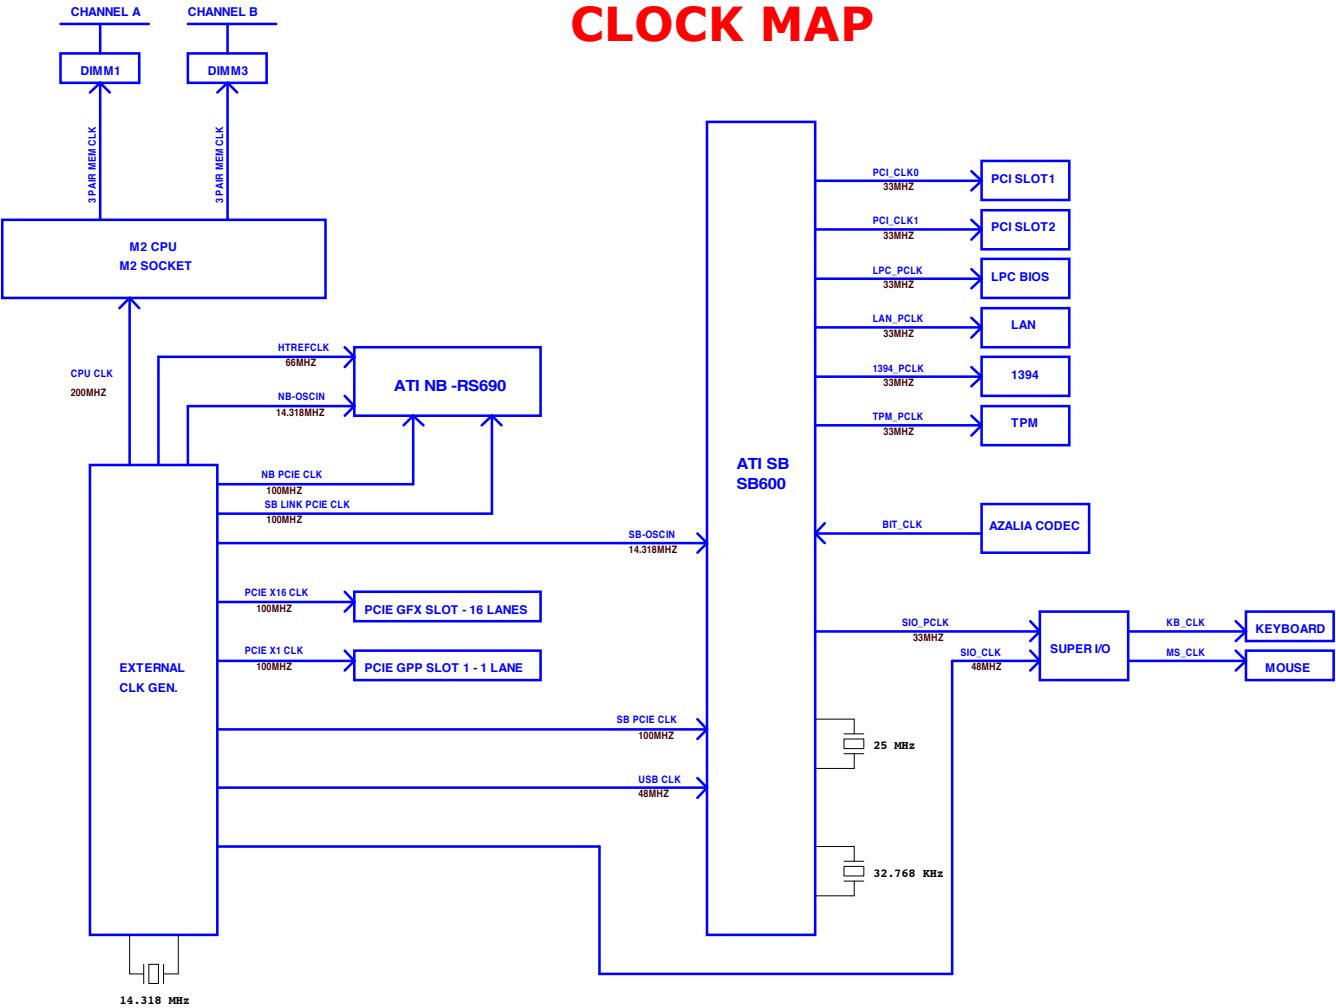 CLOCK MAP
CHANNEL A
CHANNEL B
DIMM1
DIMM3
3 PAIR MEM CLK
3 PAIR MEM CLK
M2 CPU
M2 SOCKET
CPU CLK
200MHZ
HTREFCLK
66MHZ
NB-OSCIN
14.318MHZ
ATI NB -RS690
NB PCIE CLK
100MHZ
SB LINK PCIE CLK
100MHZ
SB-OSCIN
14.318MHZ
PCIE X16 CLK
100MHZ
PCIE GFX SLOT - 16 LANES
PCIE X1 CLK
100MHZ
PCIE GPP SLOT 1 - 1 LANE
EXTERNAL
CLK GEN.
SB PCIE CLK
100MHZ
USB CLK
48MHZ
14.318 MHz
ATI SB
SB600
PCI_CLK0
33MHZ
PCI SLOT1
PCI_CLK1
33MHZ
PCI SLOT2
LPC_PCLK
33MHZ
LPC BIOS
LAN_PCLK
33MHZ
LAN
1394_PCLK
33MHZ
1394
TPM_PCLK
33MHZ
TPM
BIT_CLK
AZALIA CODEC
SIO_PCLK
33MHZ
SIO_CLK
48MHZ
SUPER I/O
KB_CLK
KEYBOARD
MS_CLK
MOUSE
25 MHz
32.768 KHz